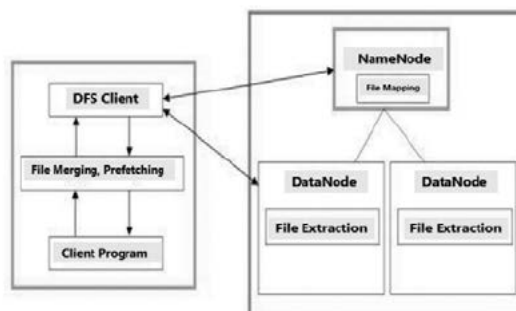 DFS Client
File Merging, Prefetching
Client Program
NameNode
File Mapping
DataNode
File Extraction
DataNode
File Extraction